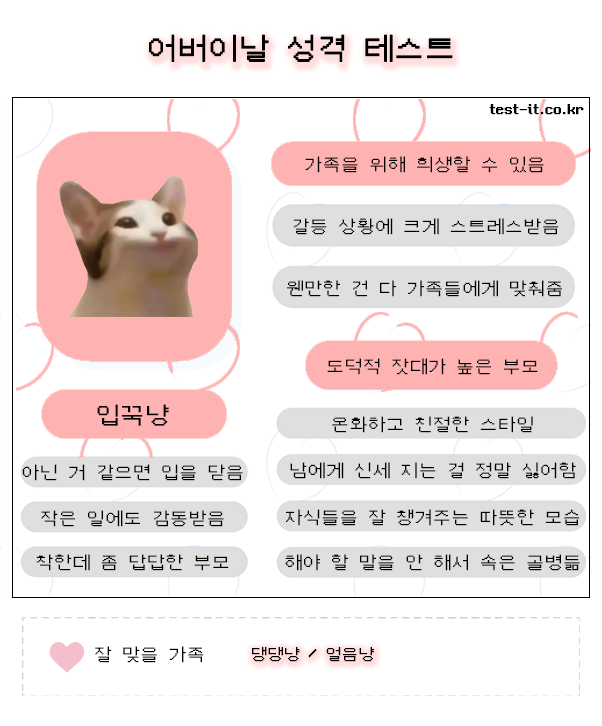 어버이날 성격 테스트
test-it.co.kr
가족을 위해 희생할 수 있음
갈등 상황에 크게 스트레스받음
웬만한 건 다 가족들에게 맞춰줌
도덕적 잣대가 높은 부모
입꾹냥
온화하고 친절한 스타일
아닌 거 같으면 입을 닫음
남에게 신세 지는 걸 정말 싫어함
작은 일에도 감동받음
자식들을 잘 챙겨주는 따뜻한 모습
착한데 좀 답답한 부모
해야 할 말을 안 해서 속은 골병듦
잘 맞을 가족
댕댕냥 / 얼음냥